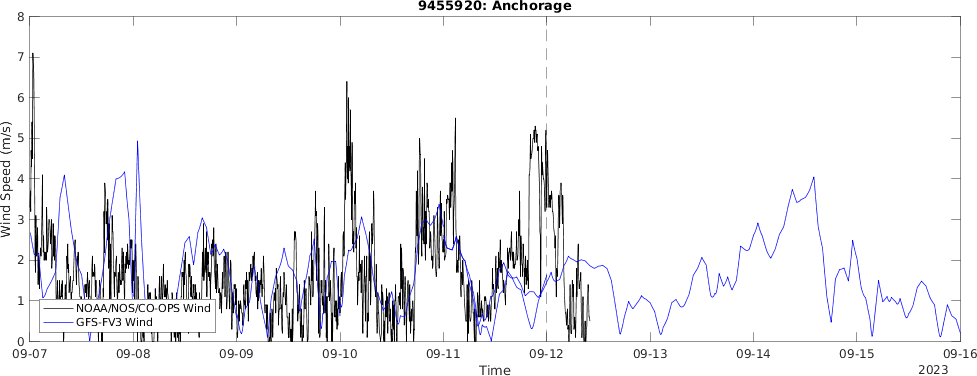 9455920: Anchorage
8
7
6
5
4
3
2
1
0
Wind Speed (m/s)
NOAA/NOS/CO-OPS Wind
GFS-FV3 Wind
09-07 09-08 09-09 09-10 09-11 09-12 09-13 09-14 09-15 09-16
Time
2023